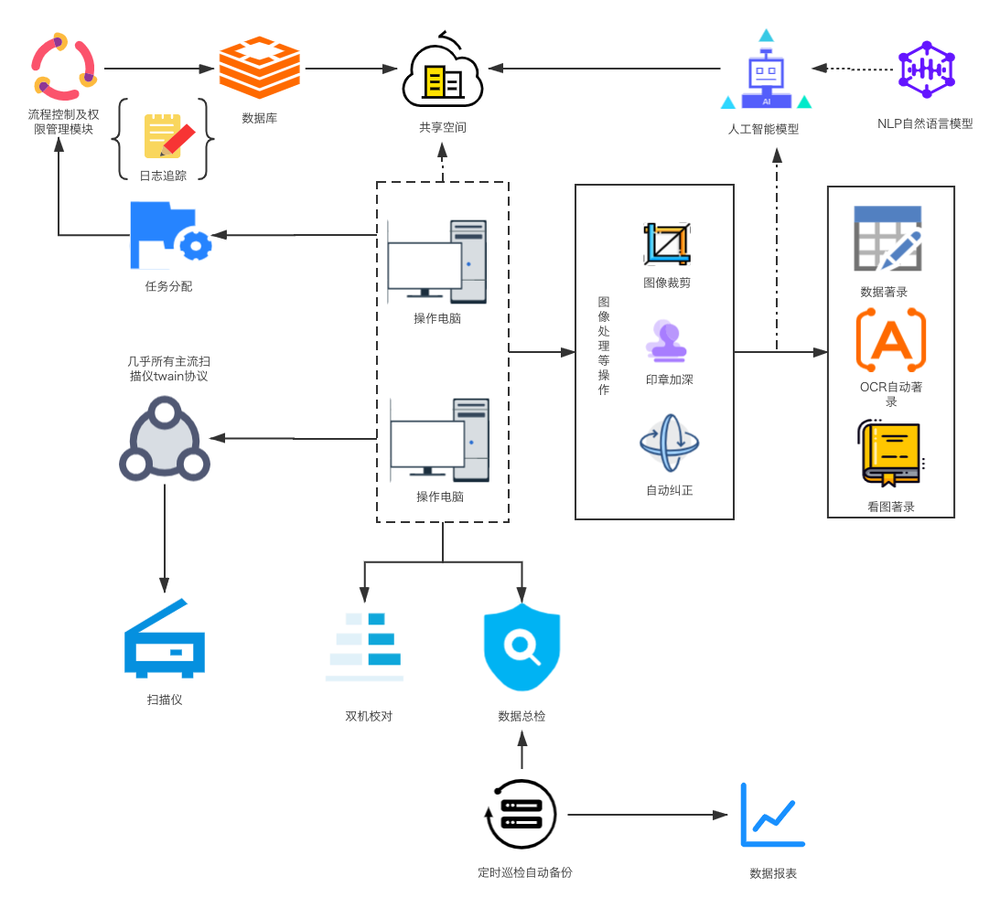 流程控制及权
限管理模块
数据库
共享空间
AI
人工智能模型
NLP自然语言模型
日志追踪
任务分配
操作电脑
图
像
处
理
等
操
作
图像裁剪
印章加深
自动纠正
数据著录
A
OCR自动著
录
看图著录
几乎所有主流扫
描仪twain协议
操作电脑
扫描仪
双机校对
数据总检
定时巡检自动备份
数据报表